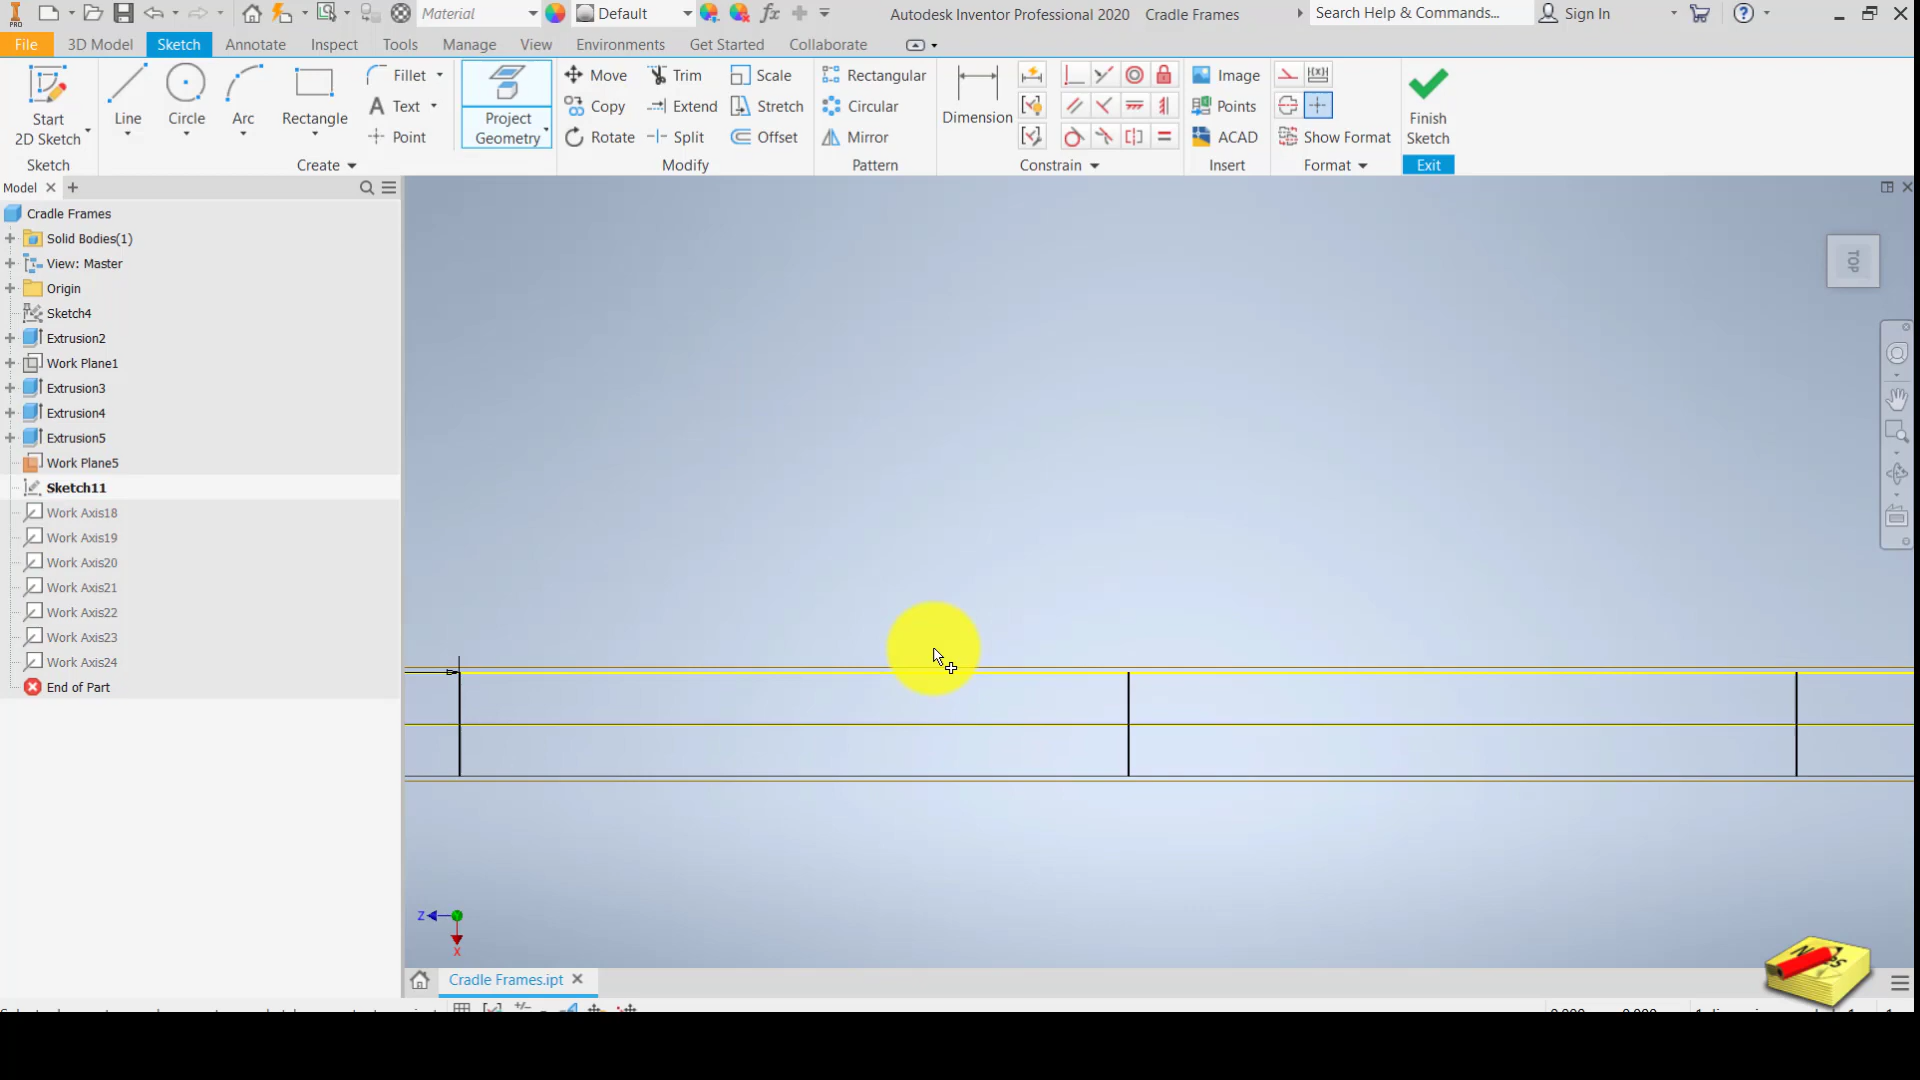 PRO
Material
Default
fx
Autodesk Inventor Professional 2020 Cradle Frames
Search Help & Commands...
Sign In
File
3D Model
Sketch
Annotate
Inspect
Tools
Manage
View
Environments
Get Started
Collaborate
Start
2D Sketch
Line
Circle
Arc
Rectangle
Fillet
Text
Point
Project
Geometry
Move
Copy
Rotate
Trim
Extend
Split
Scale
Stretch
Offset
Rectangular
Circular
Mirror
Dimension
Image
Points
ACAD
Show Format
Finish
Sketch
Sketch
Create
Modify
Pattern
Constrain
Insert
Format
Exit
Model
Cradle Frames
Solid Bodies(1)
View: Master
Origin
Sketch4
Extrusion2
Work Plane1
Extrusion3
Extrusion4
Extrusion5
Work Plane5
Sketch11
Work Axis18
Work Axis19
Work Axis20
Work Axis21
Work Axis22
Work Axis23
Work Axis24
End of Part
TOP
Z
X
Cradle Frames.ipt